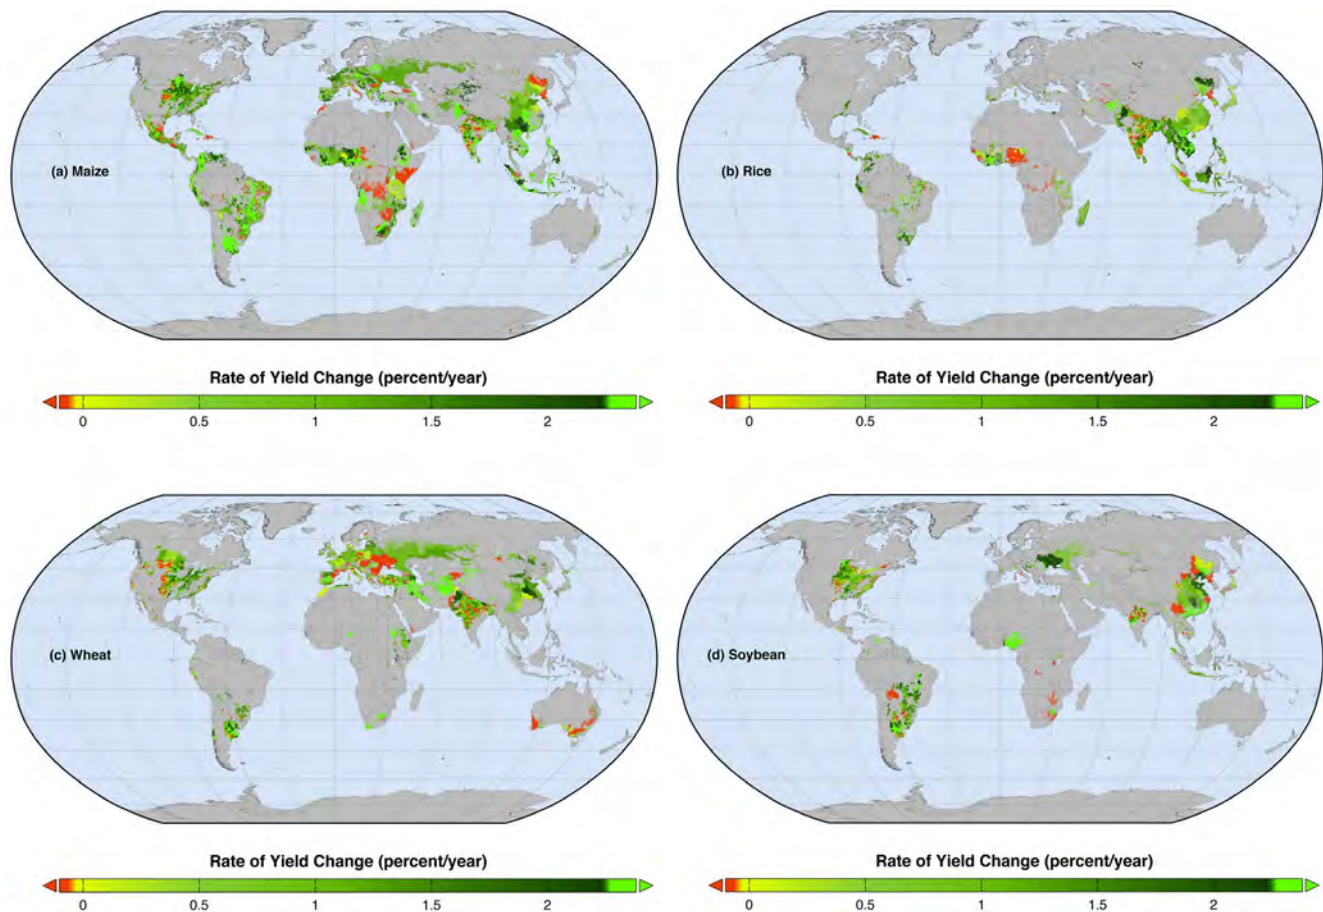 (a) Maize
(b) Rice
Rate of Yield Change (percent/year)
0 0.5 1 1.5 2
Rate of Yield Change (percent/year)
0 0.5 1 1.5 2
(c) Wheat
(d) Soybean
Rate of Yield Change (percent/year)
0 0.5 1 1.5 2
Rate of Yield Change (percent/year)
0 0.5 1 1.5 2